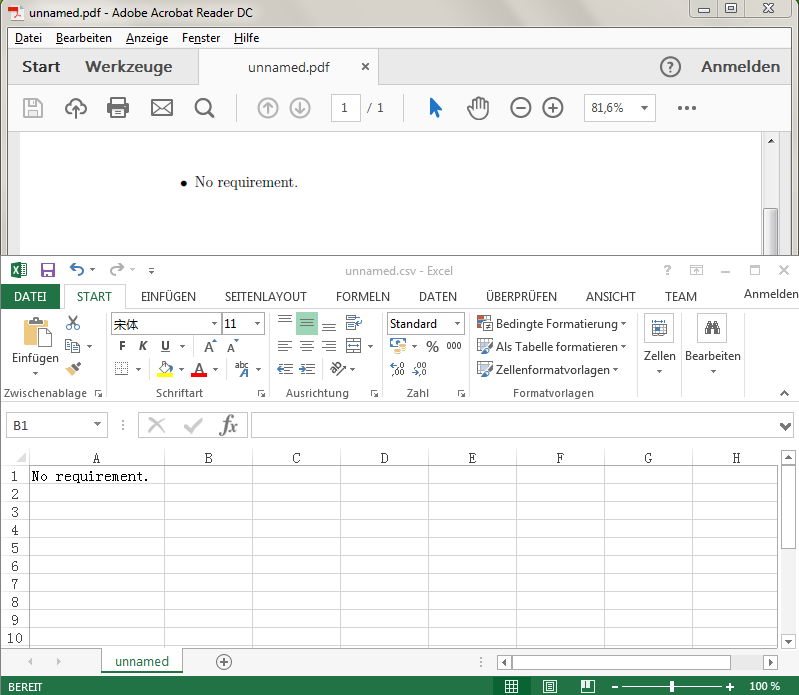 unnamed.pdf - Adobe Acrobat Reader DC
Datei Bearbeiten Anzeige Fenster Hilfe
Start Werkzeuge unnamed.pdf × ? Anmelden
1 / 1 81,6%
• No requirement.
unnamed.csv - Excel ?
DATEI START EINFÜGEN SEITENLAYOUT FORMELN DATEN ÜBERPRÜFEN ANSICHT TEAM Anmelden
宋体 11 Standard Bedingte Formatierung
Einfügen F K U A A % 000 Als Tabelle formatieren Zellen Bearbeiten
A abc A ,00 ,00 Zellenformatvorlagen
Zwischenablage Schriftart Ausrichtung Zahl Formatvorlagen
B1 fx
A B C D E F G H
1 No requirement.
2
3
4
5
6
7
8
9
10
unnamed
BEREIT 100 %